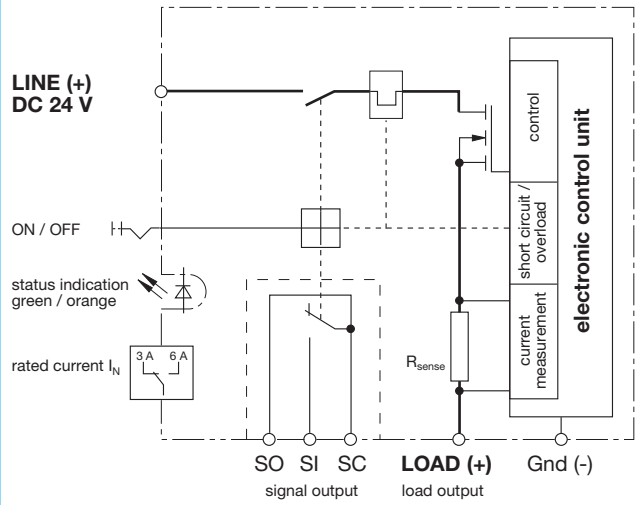 LINE (+)
DC 24 V
ON / OFF
status indication
green / orange
rated current I_N
3 A 6 A
R_sense
control
short circuit /
overload
current
measurement
electronic control unit
SO SI SC LOAD (+) Gnd (-)
signal output load output